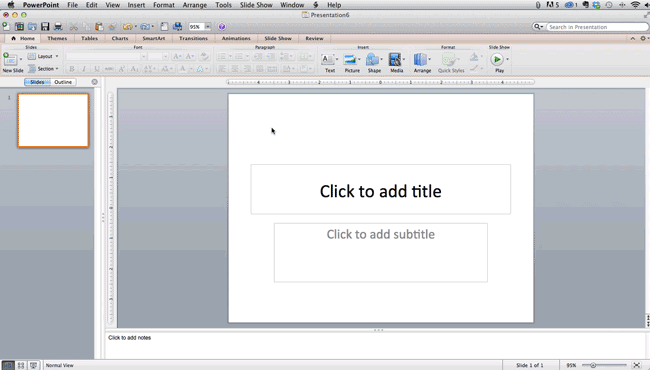 PowerPoint File Edit View Insert Format Arrange Tools Slide Show Window Help
Presentation6
95% Search in Presentation
Home Themes Tables Charts SmartArt Transitions Animations Slide Show Review
Slides Font Paragraph Insert Format Slide Show
Layout
Section
New Slide Text Picture Shape Media Arrange Quick Styles Play
Slides Outline
1
Click to add title
Click to add subtitle
Click to add notes
Normal View Slide 1 of 1 95%